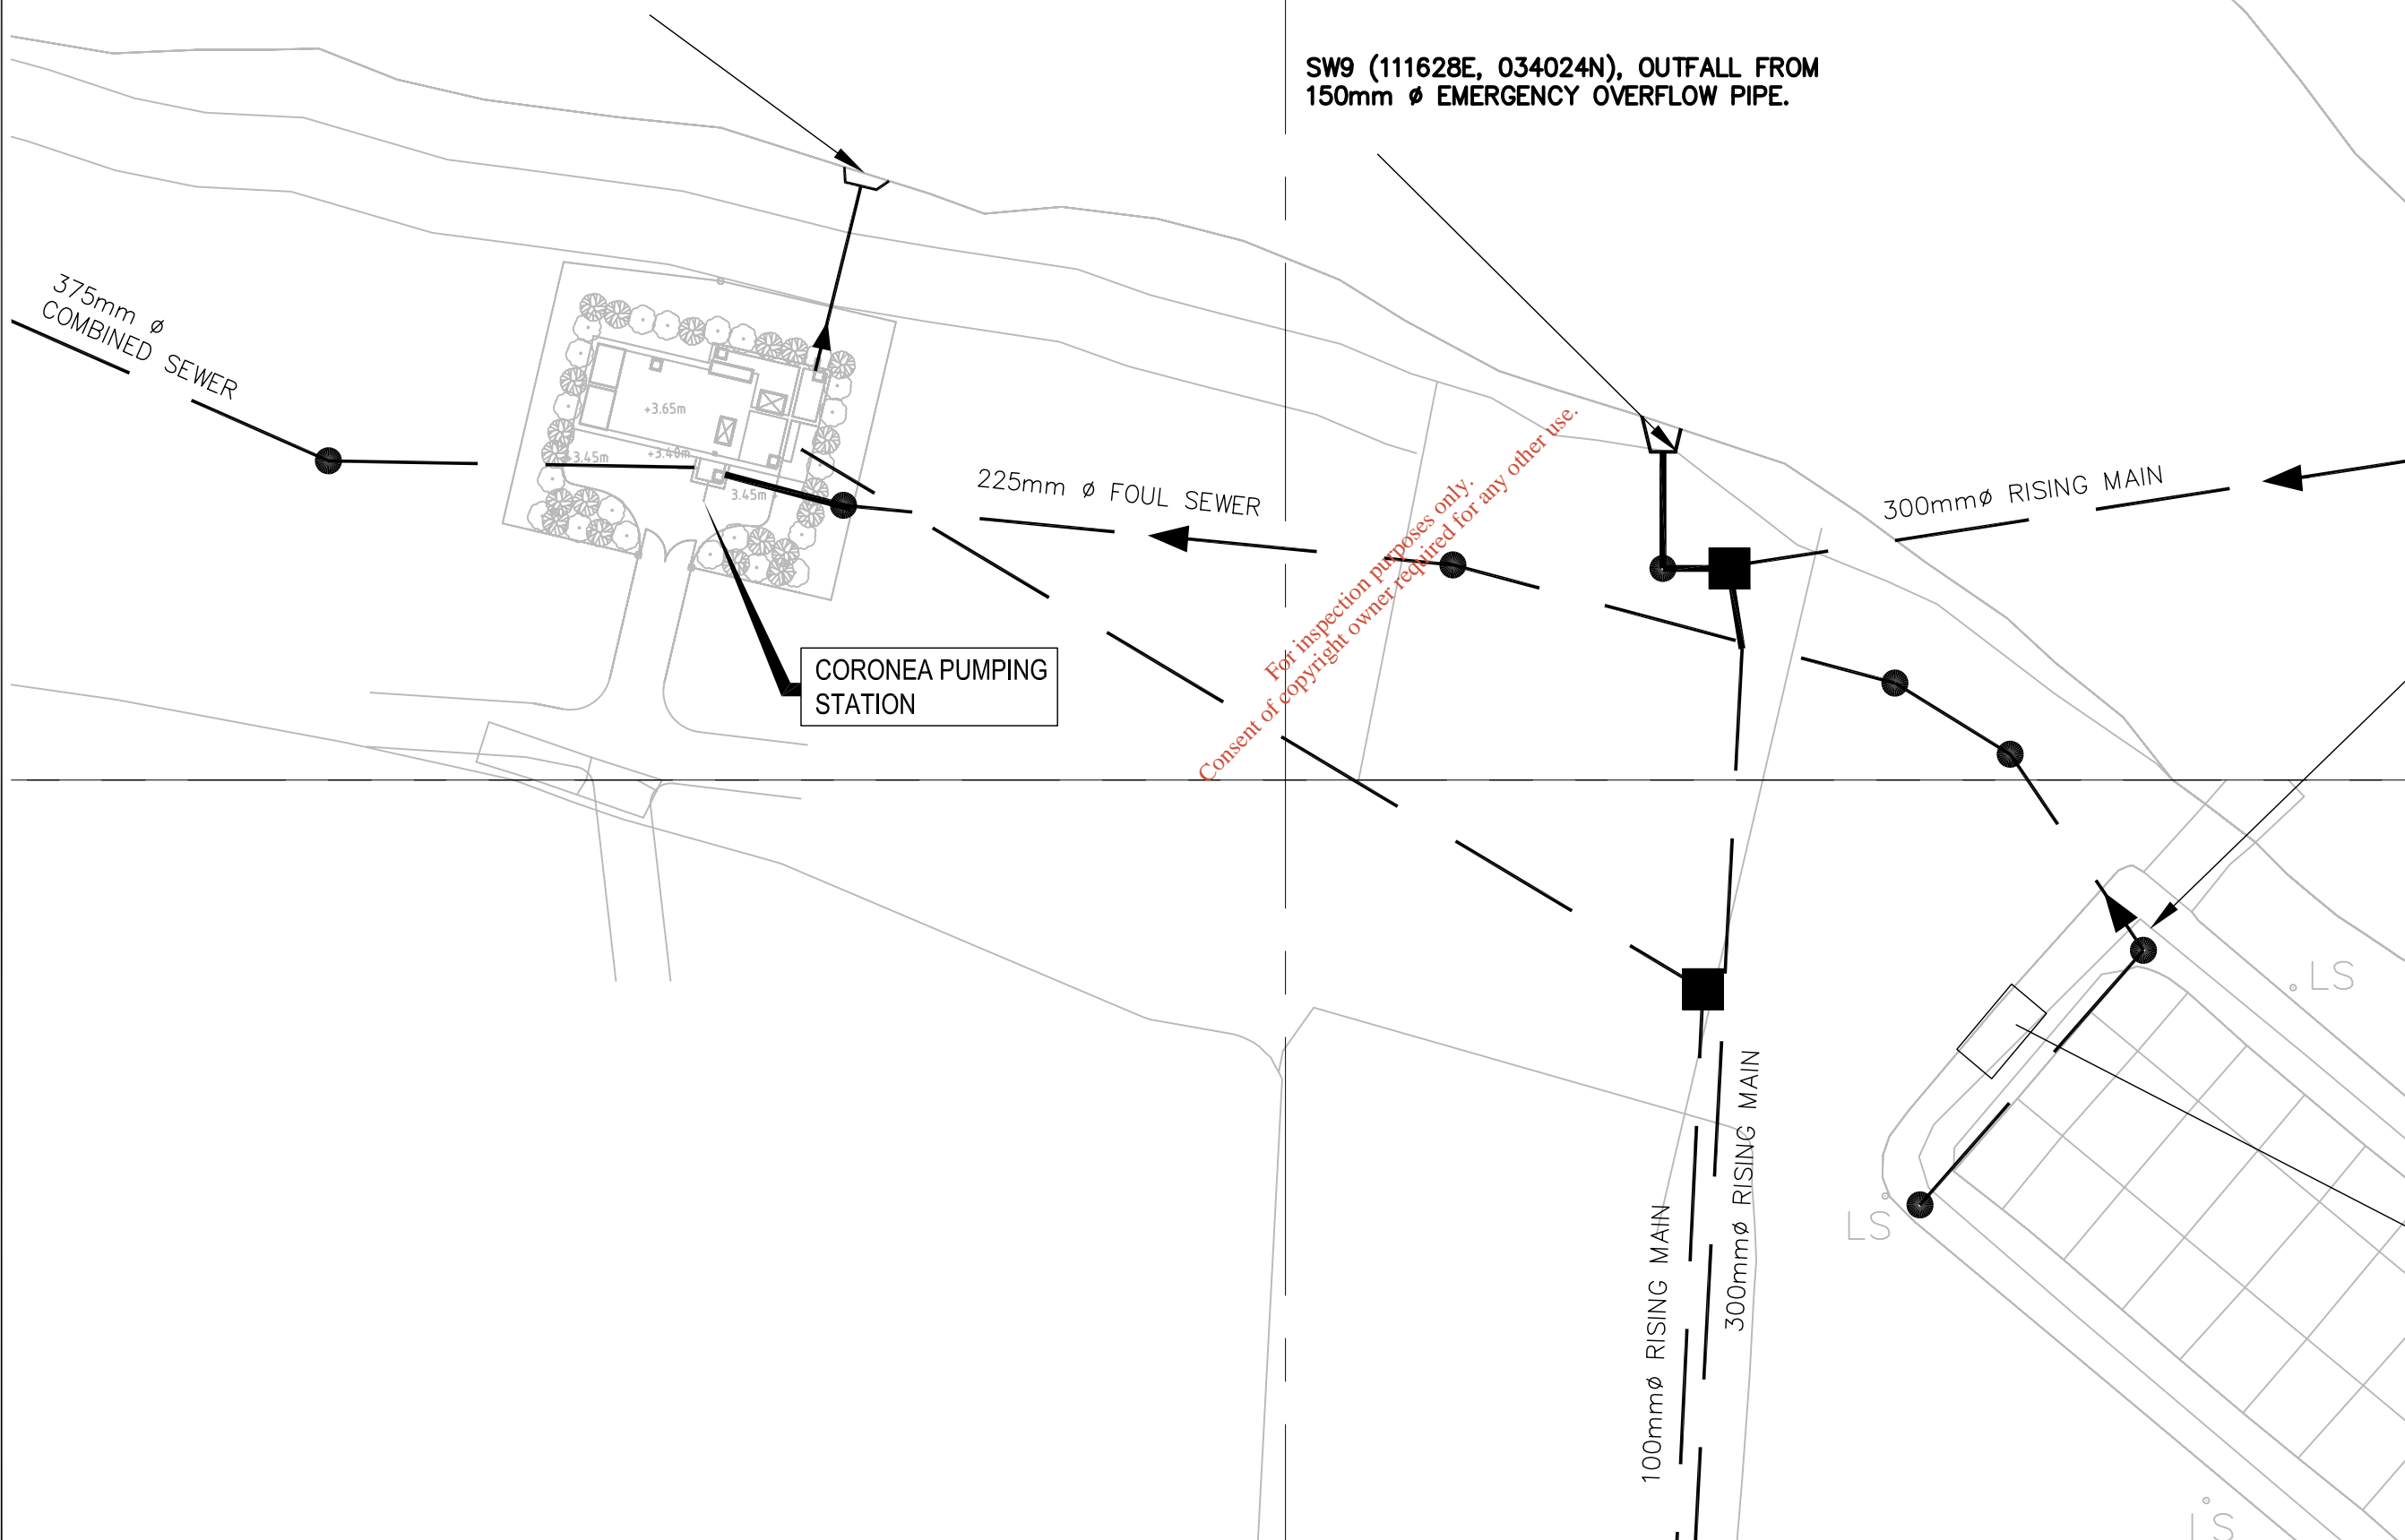 SW9 (111628E, 034024N), OUTFALL FROM
150mm ø EMERGENCY OVERFLOW PIPE.
375mm ø
COMBINED SEWER
+3.65m
+3.45m
+3.40m
3.45m +
225mm ø FOUL SEWER
300mmø RISING MAIN
CORONEA PUMPING
STATION
For inspection purposes only.
Consent of copyright owner required for any other use.
LS
LS
100mmø RISING MAIN
300mmø RISING MAIN
LS